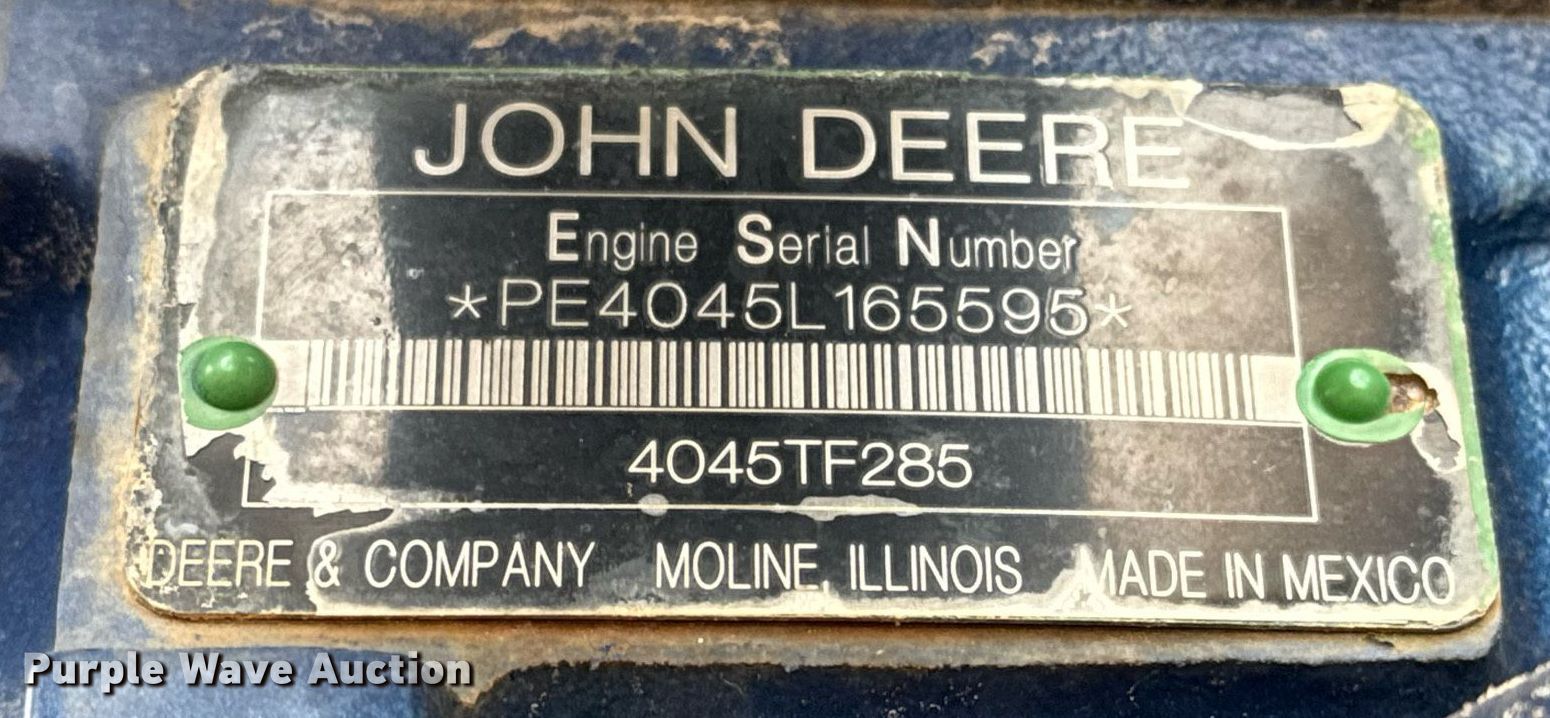 JOHN DEERE
Engine Serial Number
*PE4045L165595*
4045TF285
DEERE & COMPANY MOLINE, ILLINOIS MADE IN MEXICO
Purple Wave Auction